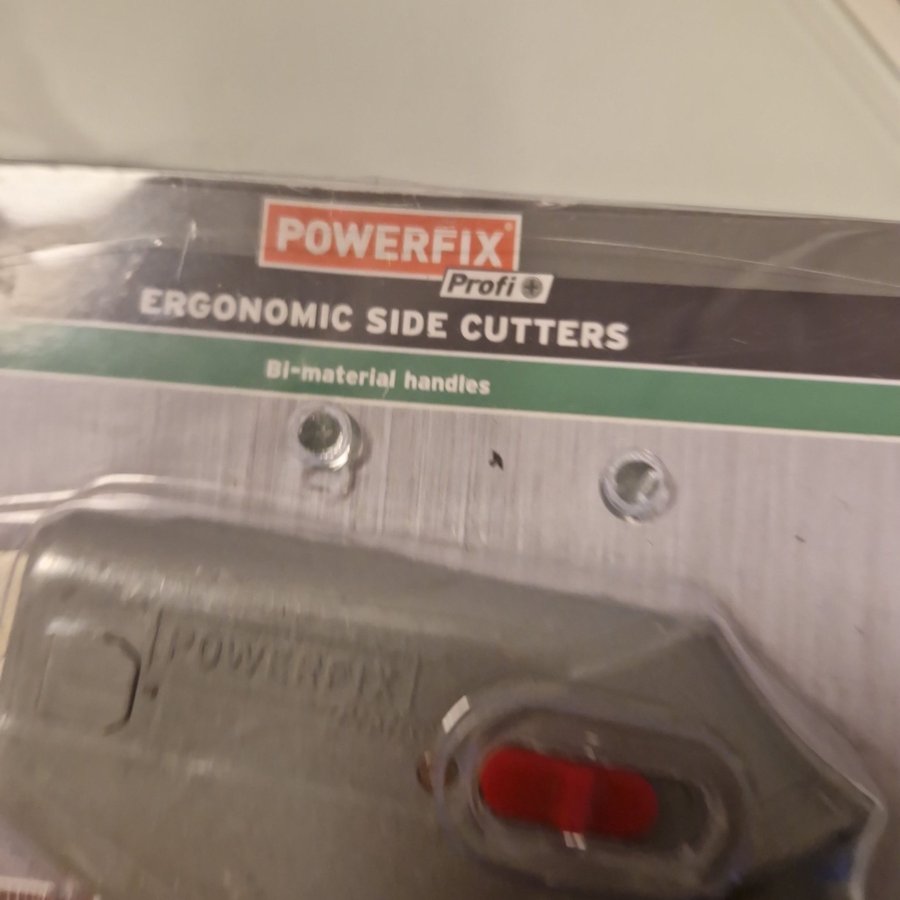 POWERFIX®
Profi+
ERGONOMIC SIDE CUTTERS
Bi-material handles
POWERFIX